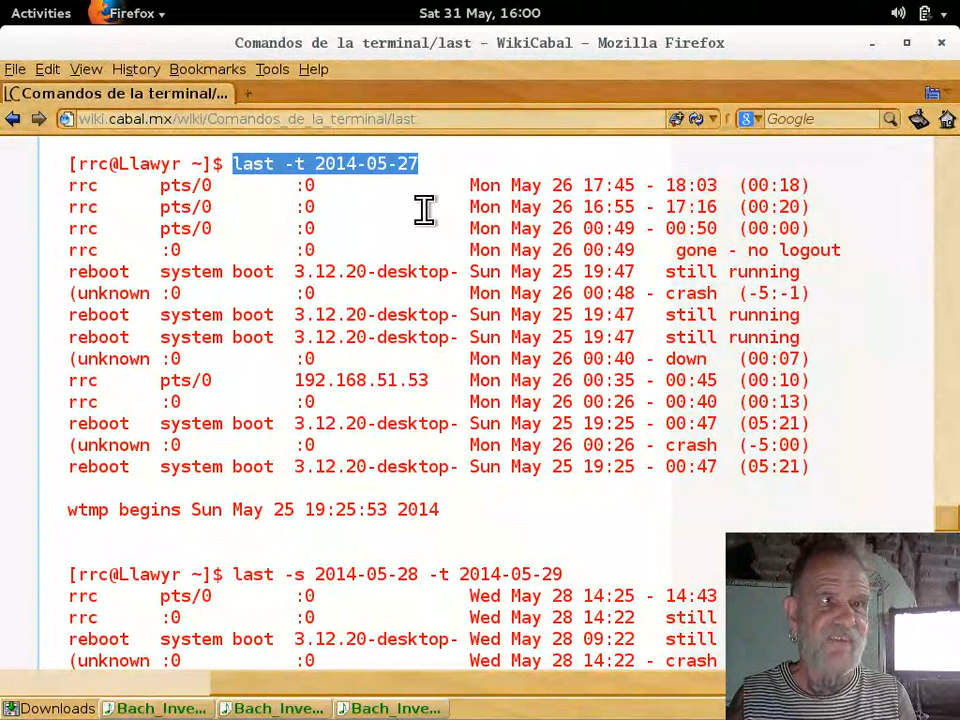 Activities Firefox Sat 31 May, 16:00
Comandos de la terminal/last - WikiCabal - Mozilla Firefox
File Edit View History Bookmarks Tools Help
Comandos de la terminal/...
wiki.cabal.mx/wiki/Comandos_de_la_terminal/last Google
[rrc@Llawyr ~]$ last -t 2014-05-27
rrc pts/0 :0 Mon May 26 17:45 - 18:03 (00:18)
rrc pts/0 :0 Mon May 26 16:55 - 17:16 (00:20)
rrc pts/0 :0 Mon May 26 00:49 - 00:50 (00:00)
rrc :0 :0 Mon May 26 00:49 gone - no logout
reboot system boot 3.12.20-desktop- Sun May 25 19:47 still running
(unknown :0 :0 Mon May 26 00:48 - crash (-5:-1)
reboot system boot 3.12.20-desktop- Sun May 25 19:47 still running
reboot system boot 3.12.20-desktop- Sun May 25 19:47 still running
(unknown :0 :0 Mon May 26 00:40 - down (00:07)
rrc pts/0 192.168.51.53 Mon May 26 00:35 - 00:45 (00:10)
rrc :0 :0 Mon May 26 00:26 - 00:40 (00:13)
reboot system boot 3.12.20-desktop- Sun May 25 19:25 - 00:47 (05:21)
(unknown :0 :0 Mon May 26 00:26 - crash (-5:00)
reboot system boot 3.12.20-desktop- Sun May 25 19:25 - 00:47 (05:21)
wtmp begins Sun May 25 19:25:53 2014
[rrc@Llawyr ~]$ last -s 2014-05-28 -t 2014-05-29
rrc pts/0 :0 Wed May 28 14:25 - 14:43
rrc :0 :0 Wed May 28 14:22 still
reboot system boot 3.12.20-desktop- Wed May 28 09:22 still
(unknown :0 :0 Wed May 28 14:22 - crash
Downloads Bach_Inve... Bach_Inve... Bach_Inve...